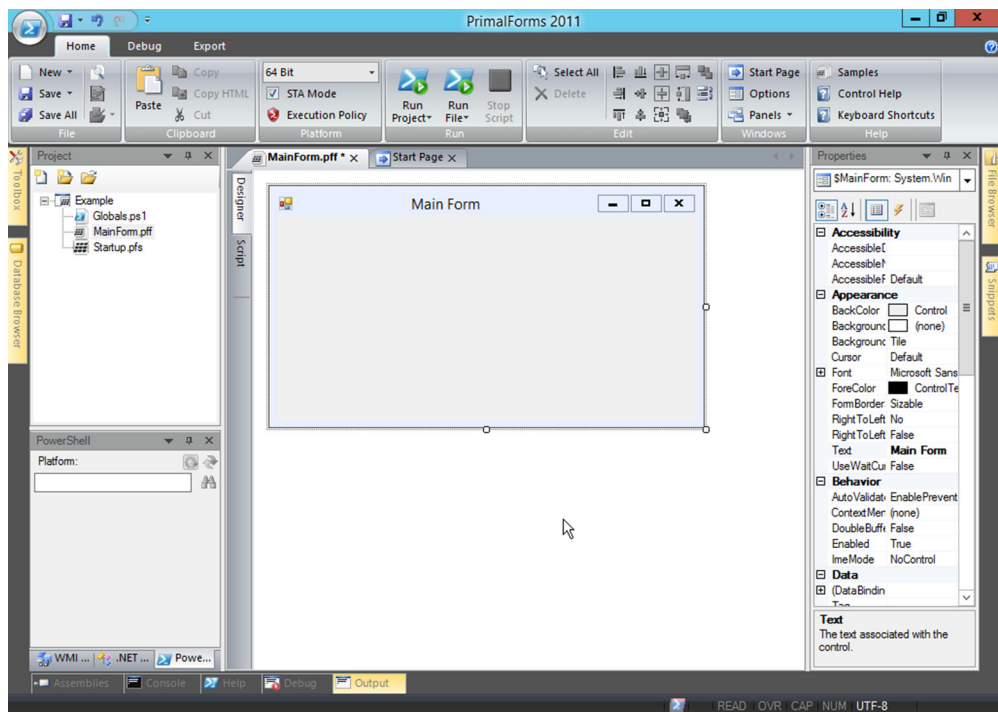 PrimalForms 2011
Home Debug Export
New Copy 64 Bit Select All Start Page Samples
Save Copy HTML STA Mode Delete Options Control Help
Save All Paste Cut Execution Policy Run Project Run File Stop Script Panels Keyboard Shortcuts
File Clipboard Platform Run Edit Windows Help
Toolbox
Database Browser
Project
Example
Globals.ps1
MainForm.pff
Startup.pfs
PowerShell
Platform:
WMI ... .NET ... Powe...
MainForm.pff * Start Page
Designer
Script
Main Form
Properties
$MainForm: System.Win
Accessibility
AccessibleD
AccessibleN
AccessibleF Default
Appearance
BackColor Control
Backgrounc (none)
Backgrounc Tile
Cursor Default
Font Microsoft Sans
ForeColor ControlTe
FormBorder Sizable
RightToLeft No
RightToLeft False
Text Main Form
UseWaitCu False
Behavior
AutoValidat EnablePrevent
ContextMer (none)
DoubleBuff False
Enabled True
ImeMode NoControl
Data
(DataBindin
Tag
Text
The text associated with the
control.
File Browser
Snippets
Assemblies Console Help Debug Output
READ OVR CAP NUM UTF-8